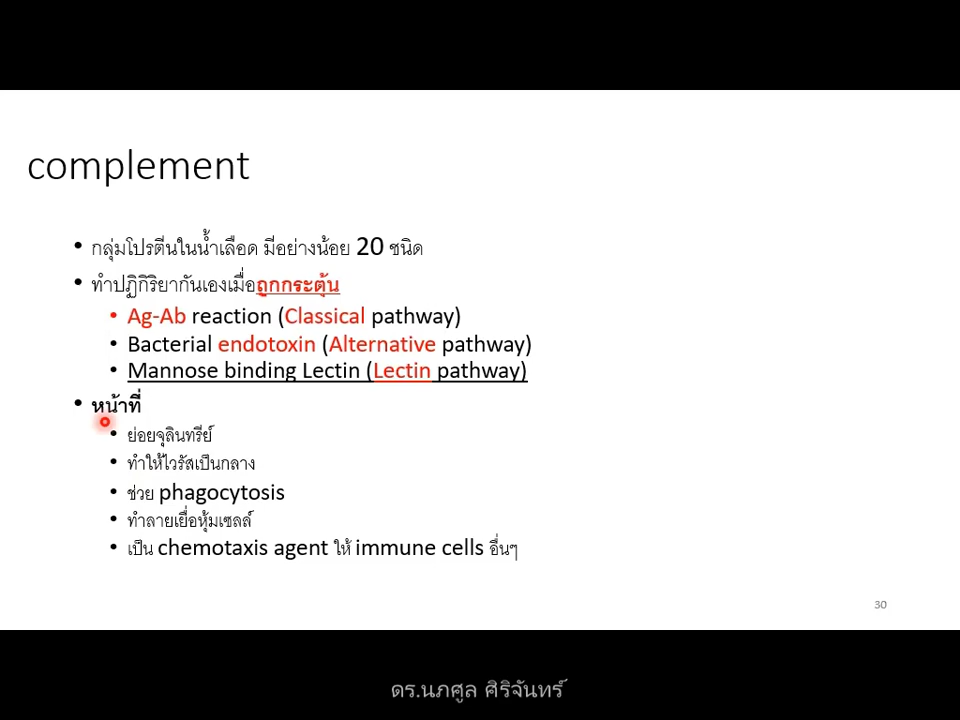 complement
• กลุ่มโปรตีนในน้ำเลือด มีอย่างน้อย 20 ชนิด
• ทำปฏิกิริยากันเองเมื่อถูกกระตุ้น
• Ag-Ab reaction (Classical pathway)
• Bacterial endotoxin (Alternative pathway)
• Mannose binding Lectin (Lectin pathway)
• หน้าที่
• ย่อยจุลินทรีย์
• ทำให้ไวรัสเป็นกลาง
• ช่วย phagocytosis
• ทำลายเยื่อหุ้มเซลล์
• เป็น chemotaxis agent ให้ immune cells อื่นๆ
30
ดร.นภศูล ศิริจันทร์